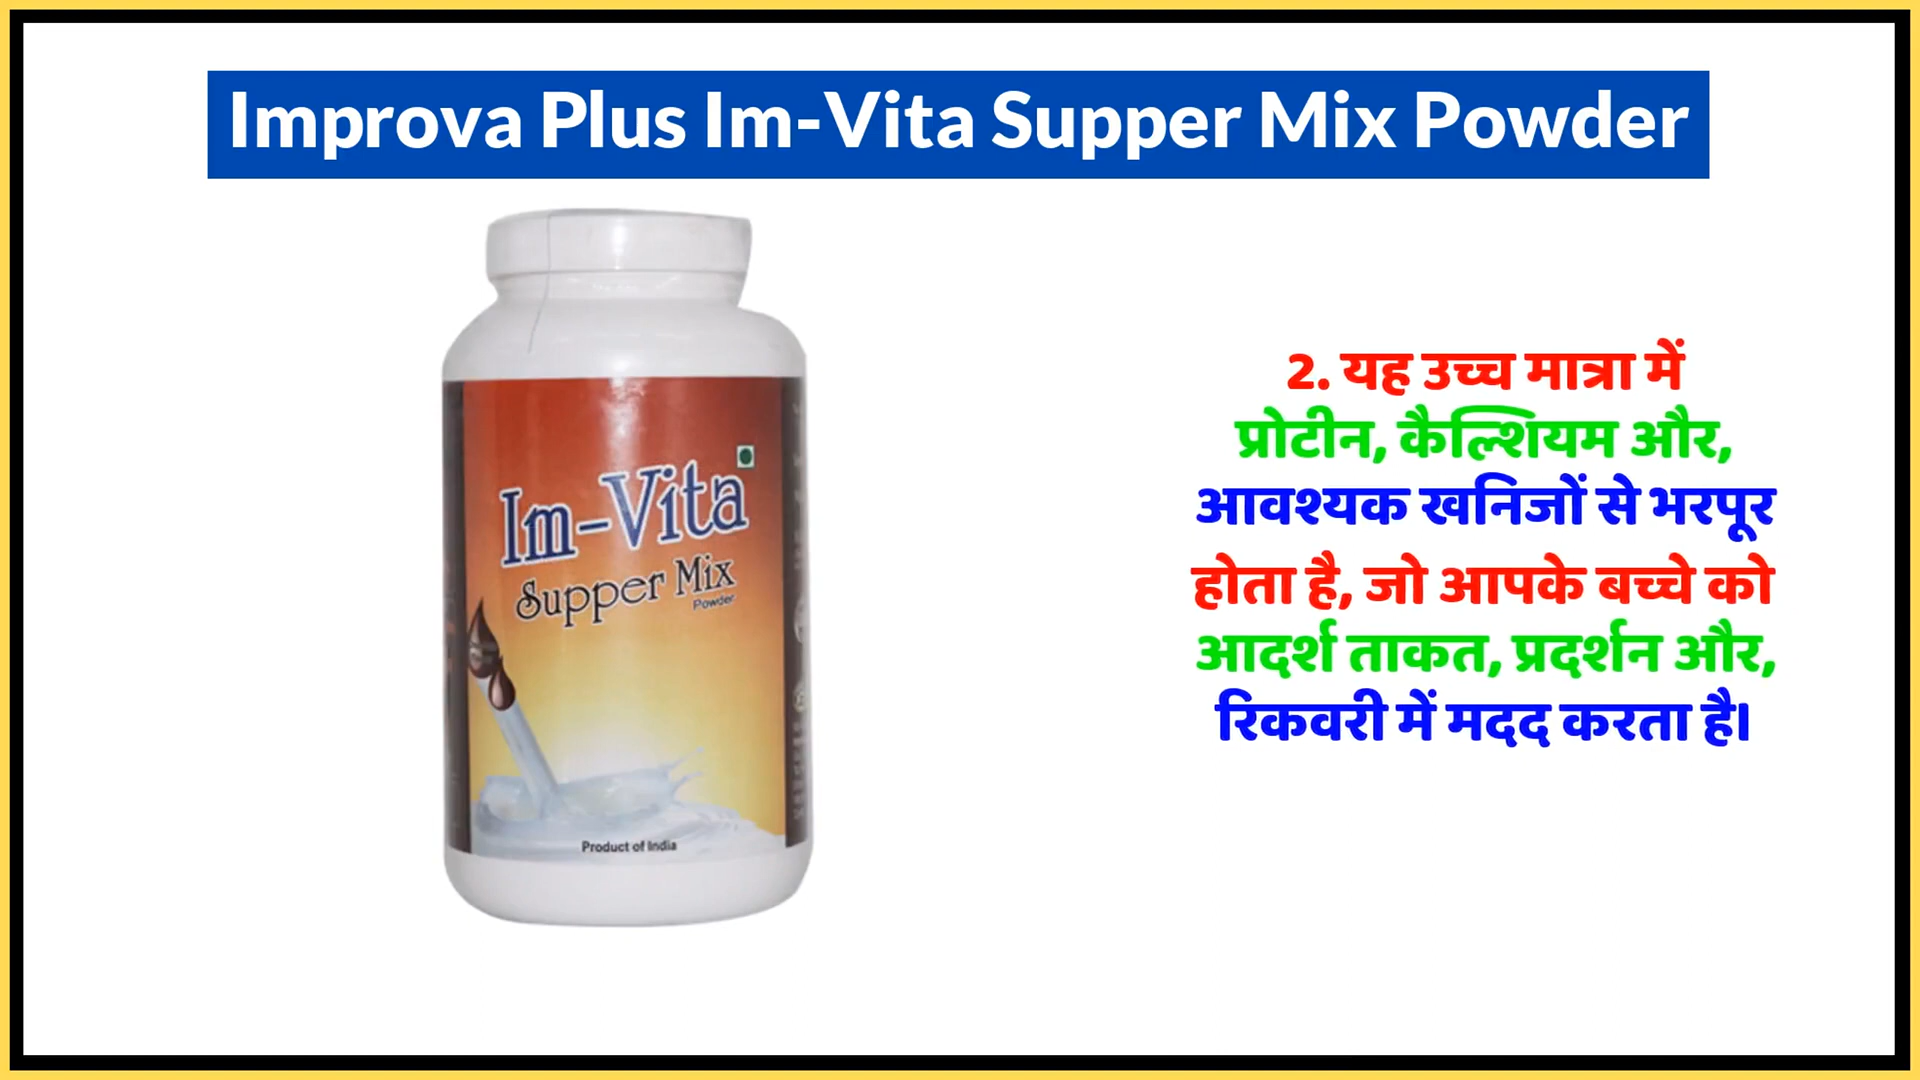 Improva Plus Im-Vita Supper Mix Powder
Im-Vita
Supper Mix
Powder
Product of India
2. यह उच्च मात्रा में
प्रोटीन, कैल्शियम और,
आवश्यक खनिजों से भरपूर
होता है, जो आपके बच्चे को
आदर्श ताकत, प्रदर्शन और,
रिकवरी में मदद करता है।